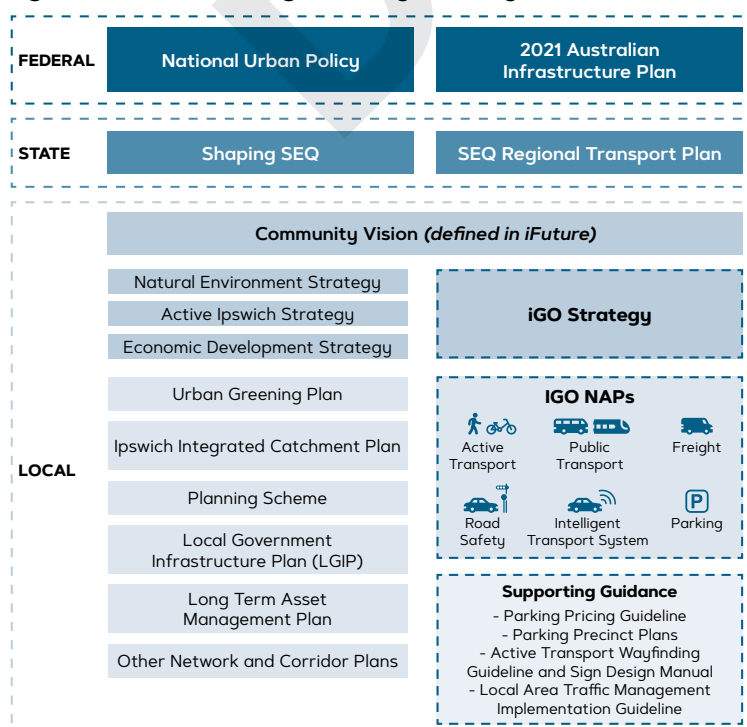 FEDERAL
National Urban Policy
2021 Australian
Infrastructure Plan
STATE
Shaping SEQ
SEQ Regional Transport Plan
LOCAL
Community Vision (defined in iFuture)
Natural Environment Strategy
Active Ipswich Strategy
Economic Development Strategy
Urban Greening Plan
Ipswich Integrated Catchment Plan
Planning Scheme
Local Government
Infrastructure Plan (LGIP)
Long Term Asset
Management Plan
Other Network and Corridor Plans
iGO Strategy
IGO NAPs
Active
Transport
Public
Transport
Freight
Road
Safety
Intelligent
Transport System
P
Parking
Supporting Guidance
- Parking Pricing Guideline
- Parking Precinct Plans
- Active Transport Wayfinding
Guideline and Sign Design Manual
- Local Area Traffic Management
Implementation Guideline